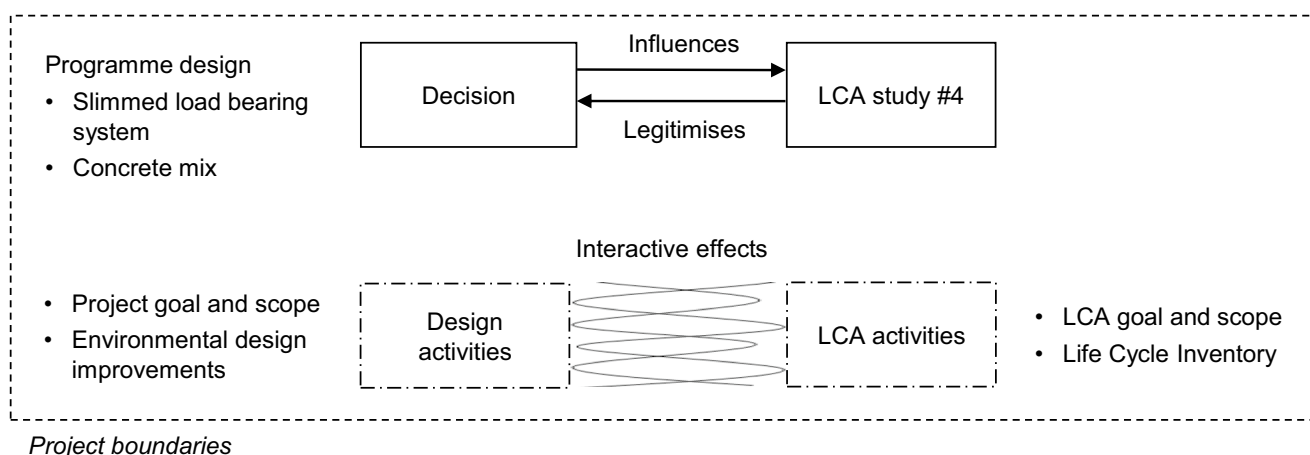 Influences
Programme design
• Slimmed load bearing
system
• Concrete mix
Decision
LCA study #4
Legitimises
Interactive effects
• Project goal and scope
• Environmental design
improvements
Design
activities
LCA activities
• LCA goal and scope
• Life Cycle Inventory
Project boundaries